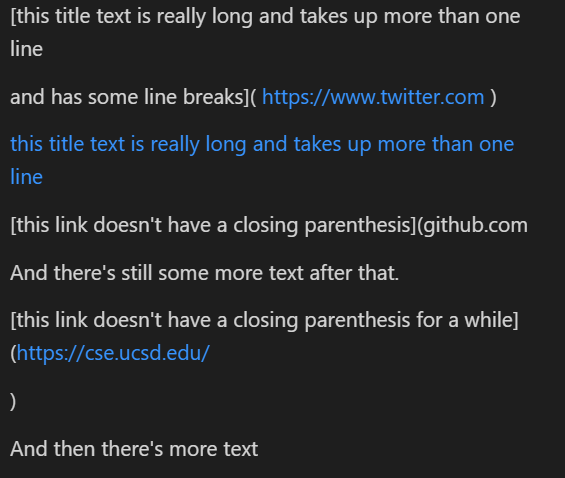 [this title text is really long and takes up more than one
line
and has some line breaks]( https://www.twitter.com )
this title text is really long and takes up more than one
line
[this link doesn't have a closing parenthesis](github.com
And there's still some more text after that.
[this link doesn't have a closing parenthesis for a while]
(https://cse.ucsd.edu/
)
And then there's more text